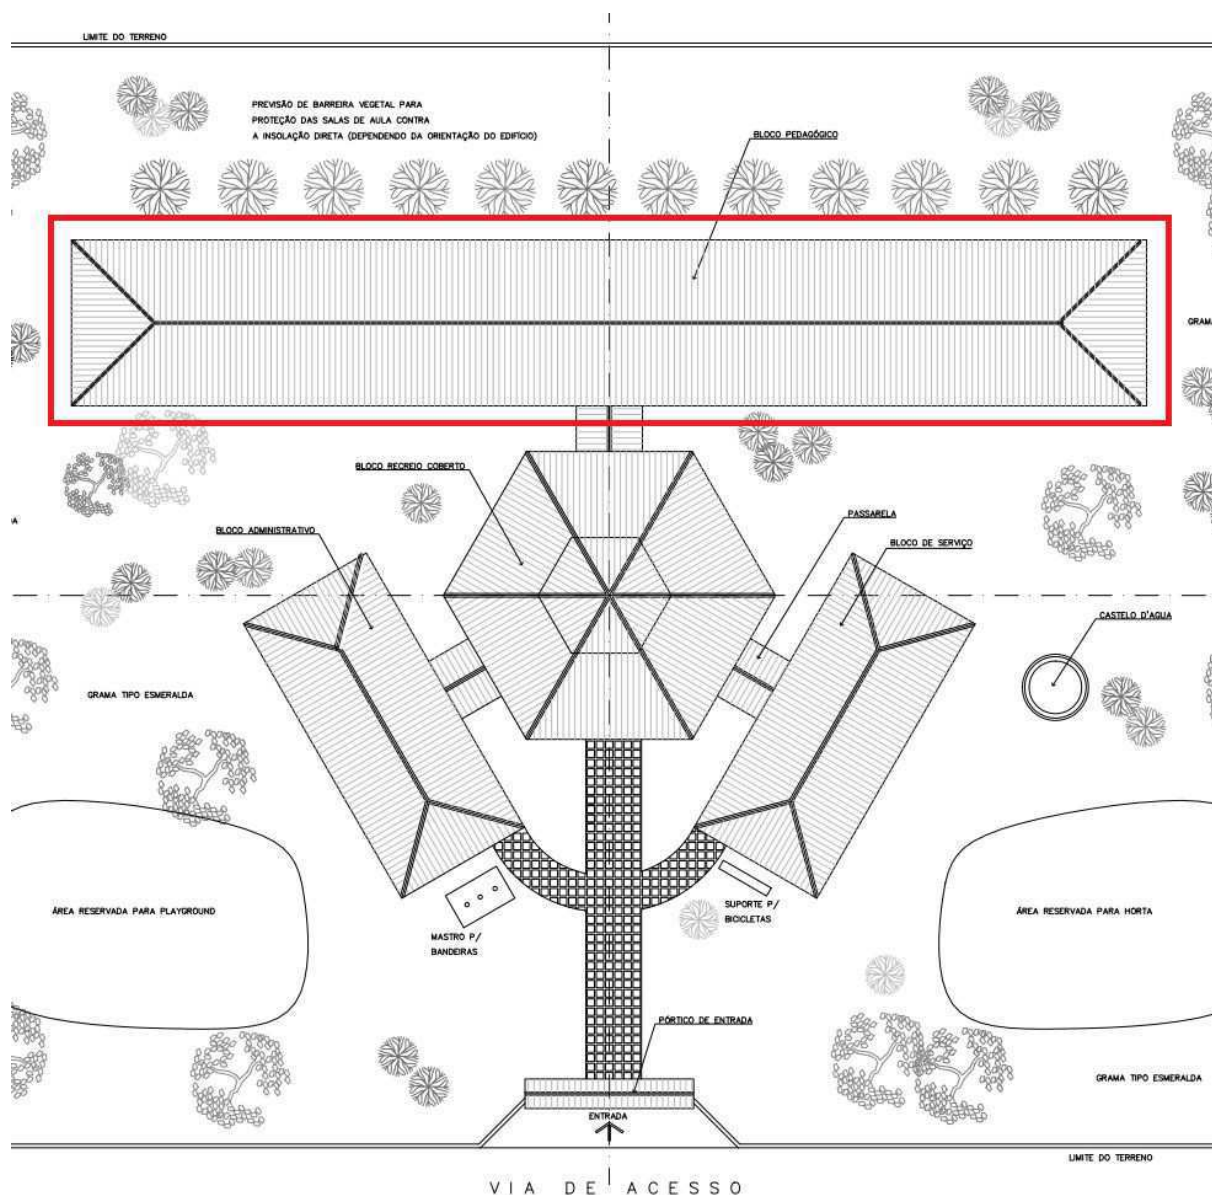 LIMITE DO TERRENO
PREVISÃO DE BARREIRA VEGETAL PARA
PROTEÇÃO DAS SALAS DE AULA CONTRA
A INSOLAÇÃO DIRETA (DEPENDENDO DA ORIENTAÇÃO DO EDIFÍCIO)
BLOCO PEDAGÓGICO
BLOCO RECREIO COBERTO
BLOCO ADMINISTRATIVO
PASSARELA
BLOCO DE SERVIÇO
CASTELO D'AGUA
GRAMA TIPO ESMERALDA
ÁREA RESERVADA PARA PLAYGROUND
MASTRO P/
BANDEIRAS
SUPORTE P/
BICICLETAS
ÁREA RESERVADA PARA HORTA
PÓRTICO DE ENTRADA
GRAMA TIPO ESMERALDA
ENTRADA
LIMITE DO TERRENO
VIA DE ACESSO